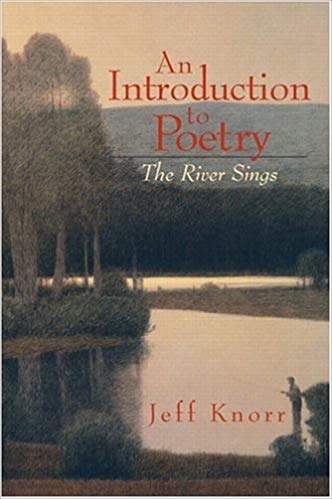 An
Introduction
to
Poetry
The River Sings
Jeff Knorr